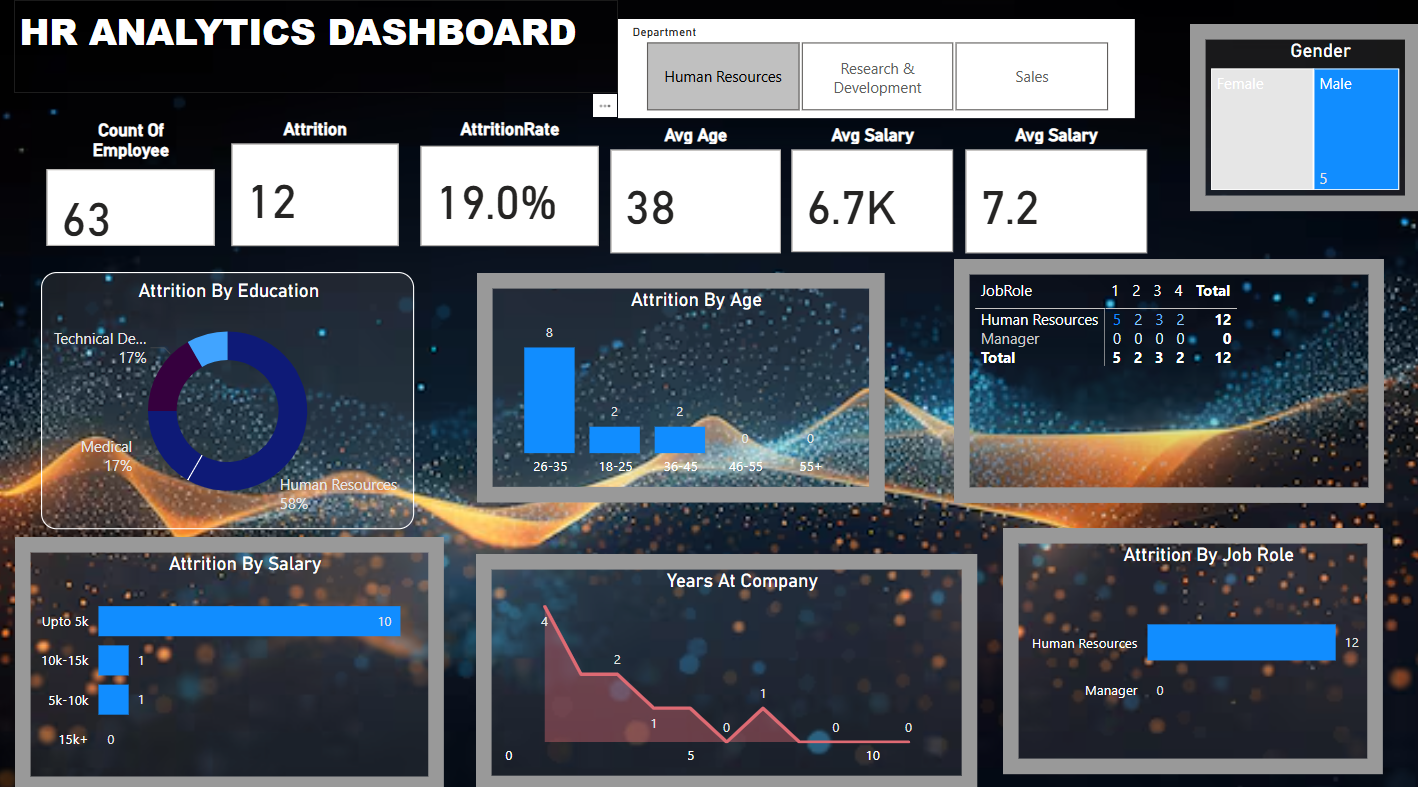 HR ANALYTICS DASHBOARD
Department
Human Resources
Research &
Development
Sales
Gender
Female
Male
5
Count Of
Employee
63
Attrition
12
AttritionRate
19.0%
Avg Age
38
Avg Salary
6.7K
Avg Salary
7.2
Attrition By Education
Technical De...
17%
Medical
17%
Human Resources
58%
Attrition By Age
8
2
2
0
0
26-35
18-25
36-45
46-55
55+
JobRole 1 2 3 4 Total
Human Resources 5 2 3 2 12
Manager 0 0 0 0 0
Total 5 2 3 2 12
Attrition By Salary
Upto 5k 10
10k-15k 1
5k-10k 1
15k+ 0
Years At Company
4
2
1
0
1
0
0
0
5
10
Attrition By Job Role
Human Resources 12
Manager 0